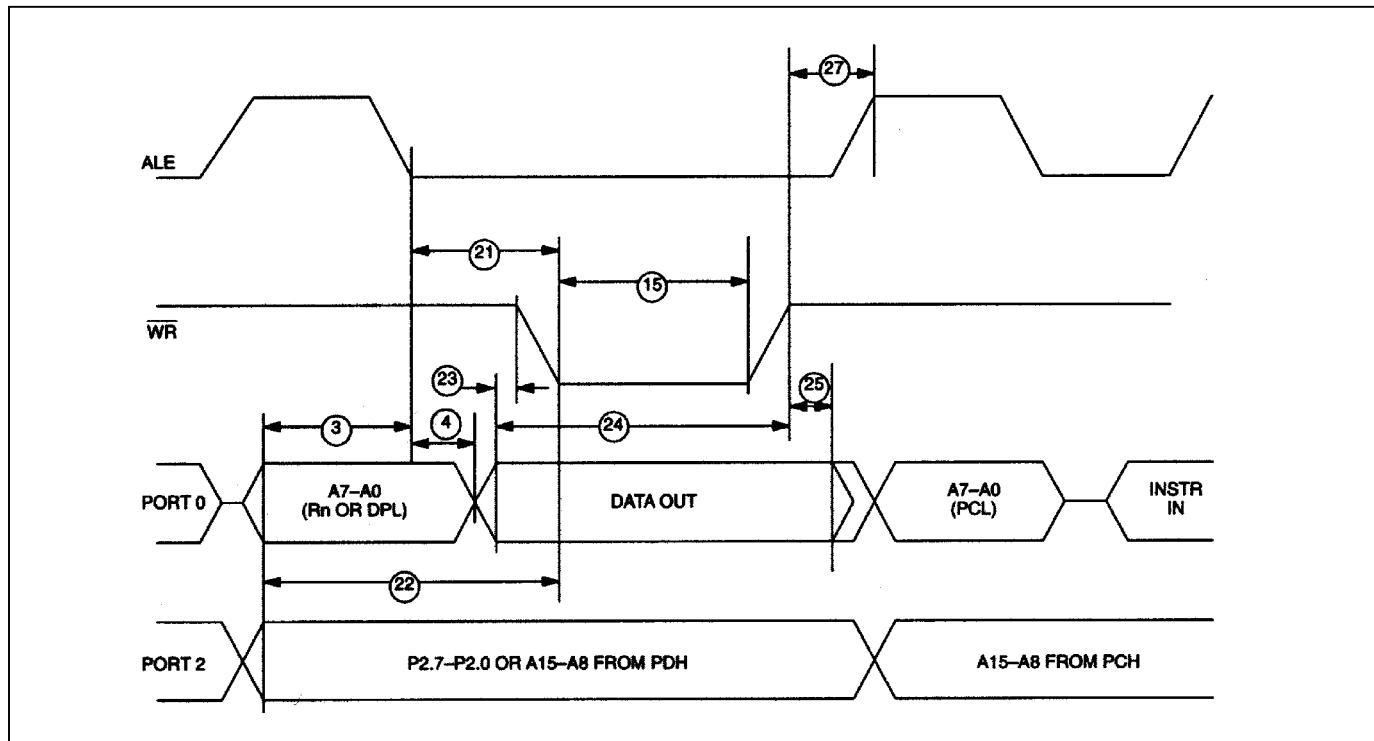 27
ALE
21
15
WR
23
25
3
4
24
PORT 0
A7–A0
(Rn OR DPL)
DATA OUT
A7–A0
(PCL)
INSTR
IN
22
PORT 2
P2.7–P2.0 OR A15–A8 FROM PDH
A15–A8 FROM PCH